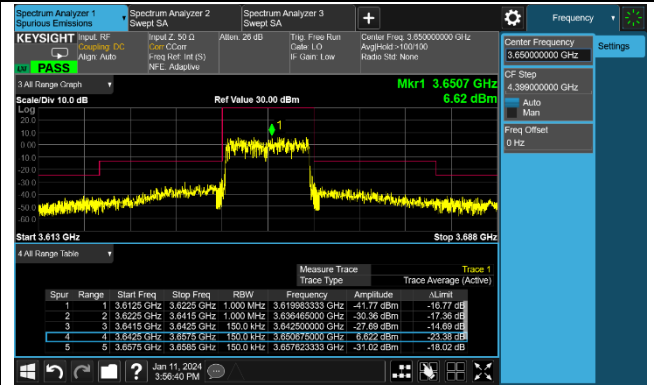 Spectrum Analyzer 1
Spurious Emissions
Spectrum Analyzer 2
Swept SA
Spectrum Analyzer 3
Swept SA
Frequency
KEYSIGHT
Input: RF
Coupling: DC
Align: Auto
Input Z: 50 Ω
Corr CCorr
Freq Ref: Int (S)
NFE: Adaptive
Atten: 26 dB
Trig: Free Run
Gate: LO
IF Gain: Low
Center Freq: 3.650000000 GHz
Avg|Hold:>100/100
Radio Std: None
PASS
Center Frequency
3.650000000 GHz
Settings
CF Step
4.399000000 GHz
Auto
Man
Freq Offset
0 Hz
3 All Range Graph
Mkr1 3.6507 GHz
Scale/Div 10.0 dB
Ref Value 30.00 dBm
6.62 dBm
Log
20.0
10.0
0.00
-10.0
-20.0
-30.0
-40.0
-50.0
-60.0
1
Start 3.613 GHz
Stop 3.688 GHz
4 All Range Table
Measure Trace Trace 1
Trace Type Trace Average (Active)
Spur Range Start Freq Stop Freq RBW Frequency Amplitude ΔLimit
1 1 3.6125 GHz 3.6225 GHz 1.000 MHz 3.619983333 GHz -41.77 dBm -16.77 dB
2 2 3.6225 GHz 3.6415 GHz 1.000 MHz 3.636465000 GHz -30.36 dBm -17.36 dB
3 3 3.6415 GHz 3.6425 GHz 150.0 kHz 3.642500000 GHz -27.69 dBm -14.69 dB
4 4 3.6425 GHz 3.6575 GHz 150.0 kHz 3.650675000 GHz 6.622 dBm -23.38 dB
5 5 3.6575 GHz 3.6585 GHz 150.0 kHz 3.657623333 GHz -31.02 dBm -18.02 dB
Jan 11, 2024
3:56:40 PM